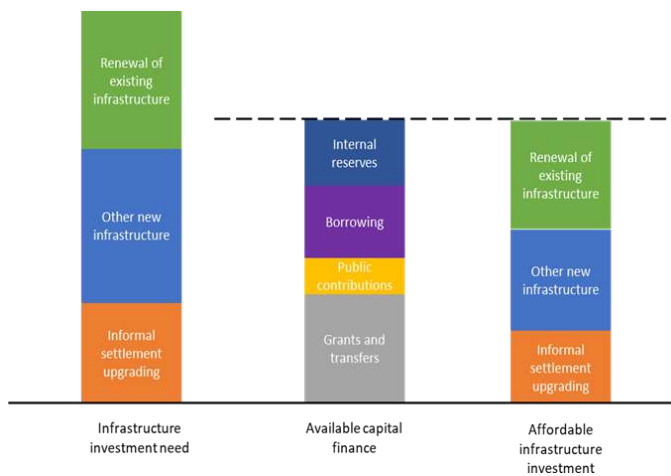 Renewal of
existing
infrastructure
Other new
infrastructure
Informal
settlement
upgrading
Internal
reserves
Borrowing
Public
contributions
Grants and
transfers
Renewal of
existing
infrastructure
Other new
infrastructure
Informal
settlement
upgrading
Infrastructure
investment need
Available capital
finance
Affordable
infrastructure
investment